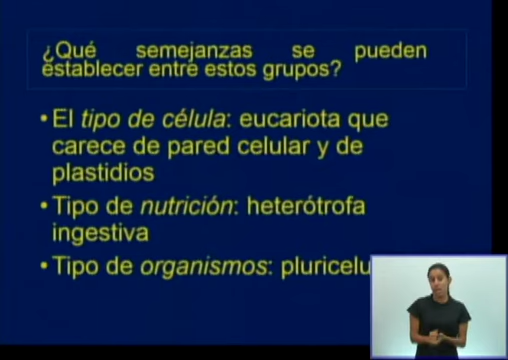 ¿Qué semejanzas se pueden
establecer entre estos grupos?
• El tipo de célula: eucariota que
carece de pared celular y de
plastidios
• Tipo de nutrición: heterótrofa
ingestiva
• Tipo de organismos: